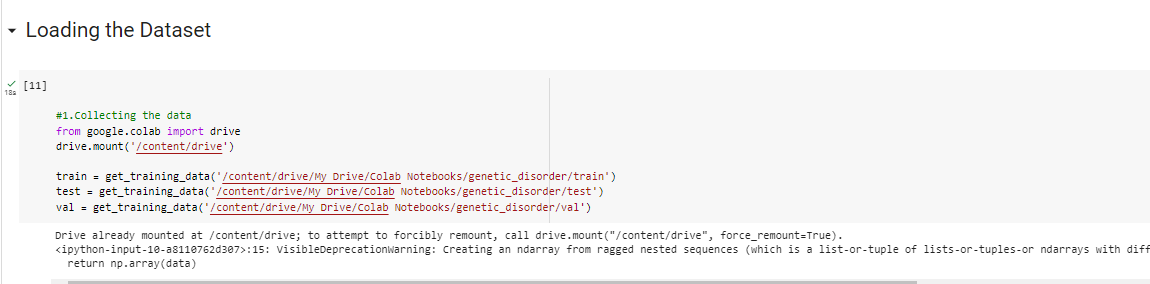 Loading the Dataset
[11]
18s
#1.Collecting the data
from google.colab import drive
drive.mount('/content/drive')
train = get_training_data('/content/drive/My Drive/Colab Notebooks/genetic_disorder/train')
test = get_training_data('/content/drive/My Drive/Colab Notebooks/genetic_disorder/test')
val = get_training_data('/content/drive/My Drive/Colab Notebooks/genetic_disorder/val')
Drive already mounted at /content/drive; to attempt to forcibly remount, call drive.mount("/content/drive", force_remount=True).
<ipython-input-10-a8110762d307>:15: VisibleDeprecationWarning: Creating an ndarray from ragged nested sequences (which is a list-or-tuple of lists-or-tuples-or ndarrays with diff
return np.array(data)